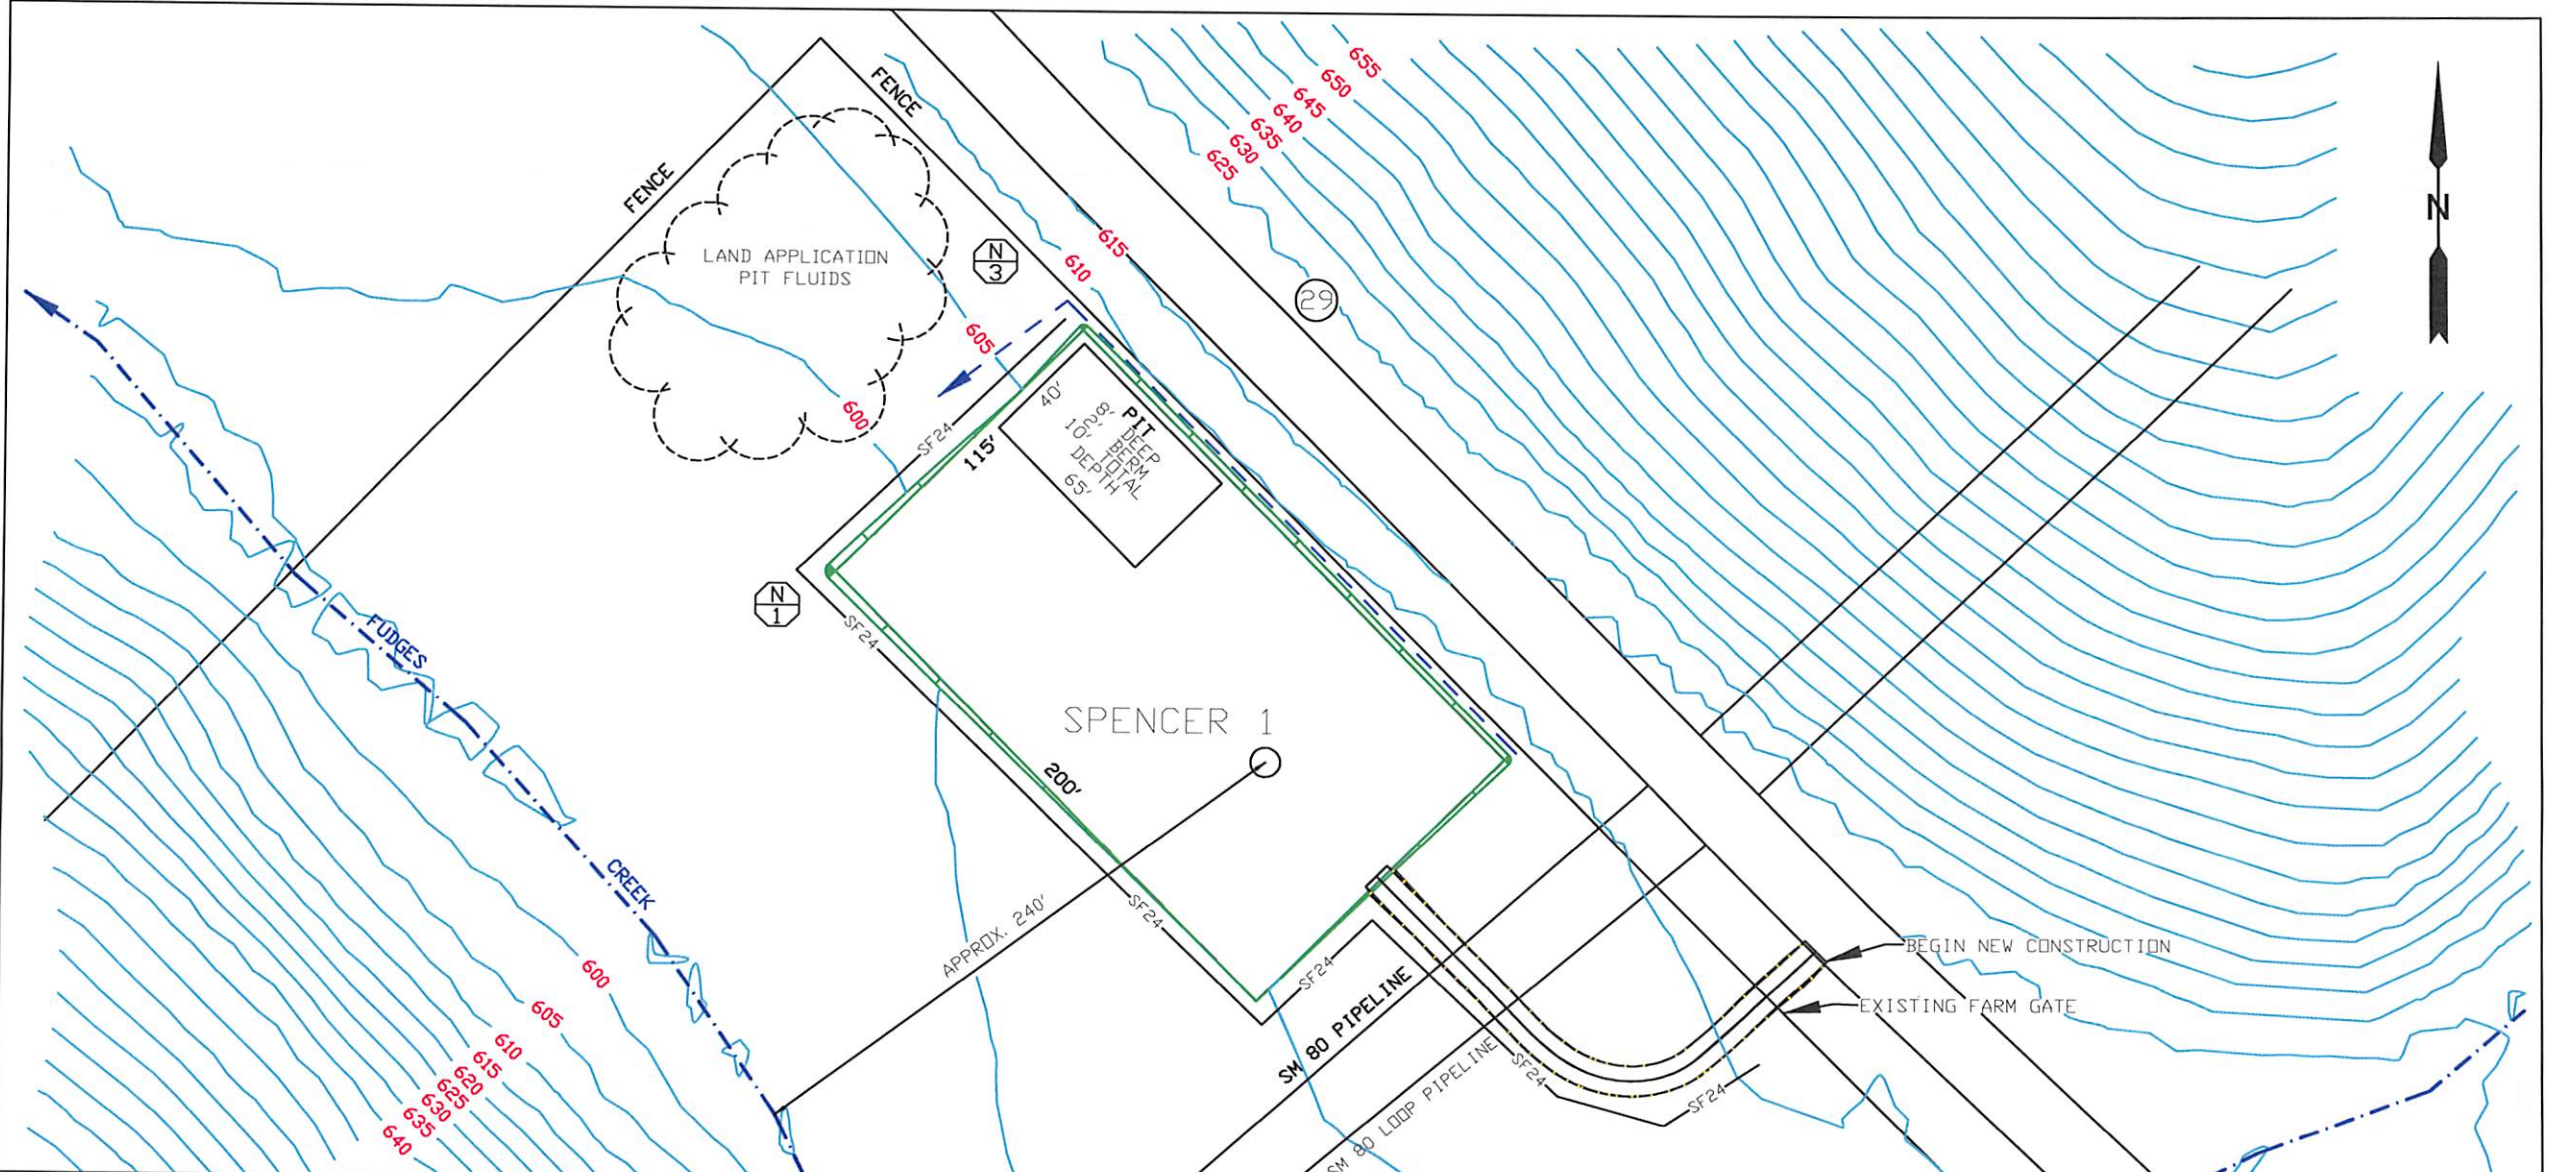 FENCE
FENCE
LAND APPLICATION
PIT FLUIDS
N
3
N
1
655
650
645
640
635
630
625
615
610
605
600
29
N
SF24
115'
40'
PIT
8' DEEP
2' BERM
10' TOTAL
DEPTH
65'
SF24
SPENCER 1
200'
SF24
APPROX. 240'
FUDGES
CREEK
SF24
SM 80 PIPELINE
SM 80 LOOP PIPELINE
SF24
SF24
BEGIN NEW CONSTRUCTION
EXISTING FARM GATE
600
605
610
615
620
625
630
635
640